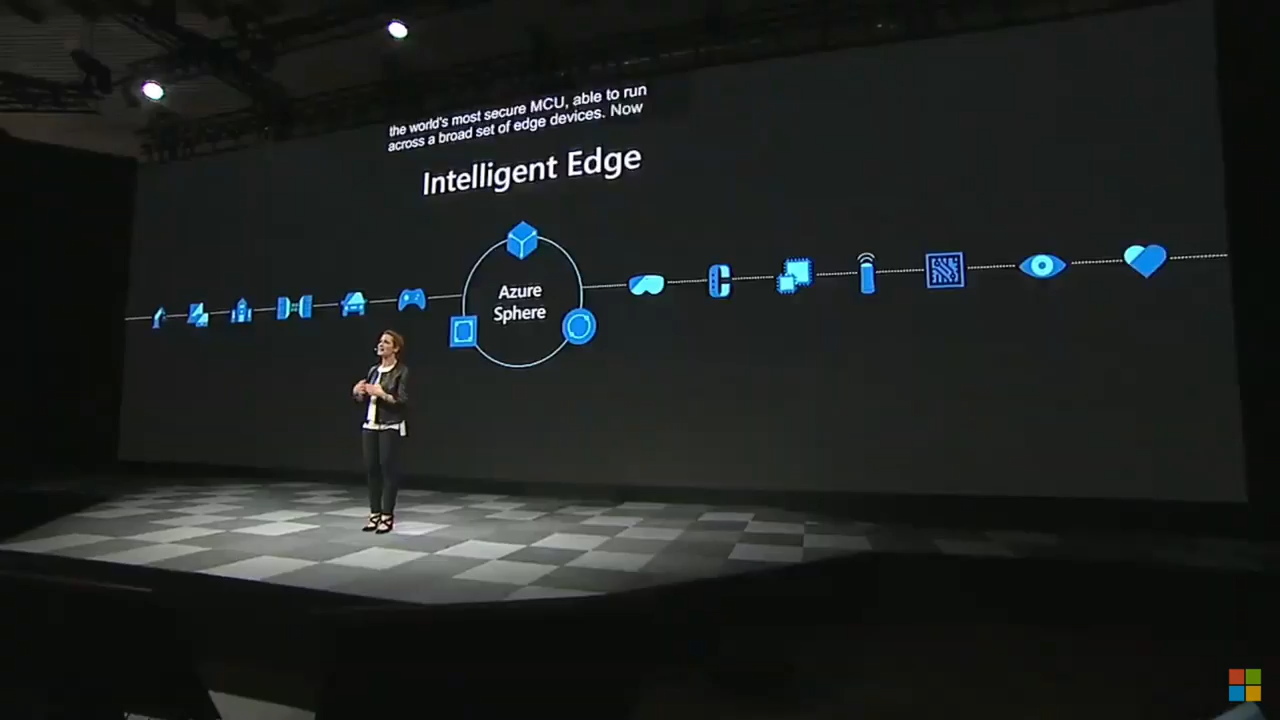 the world's most secure MCU, able to run
across a broad set of edge devices. Now
Intelligent Edge
Azure
Sphere